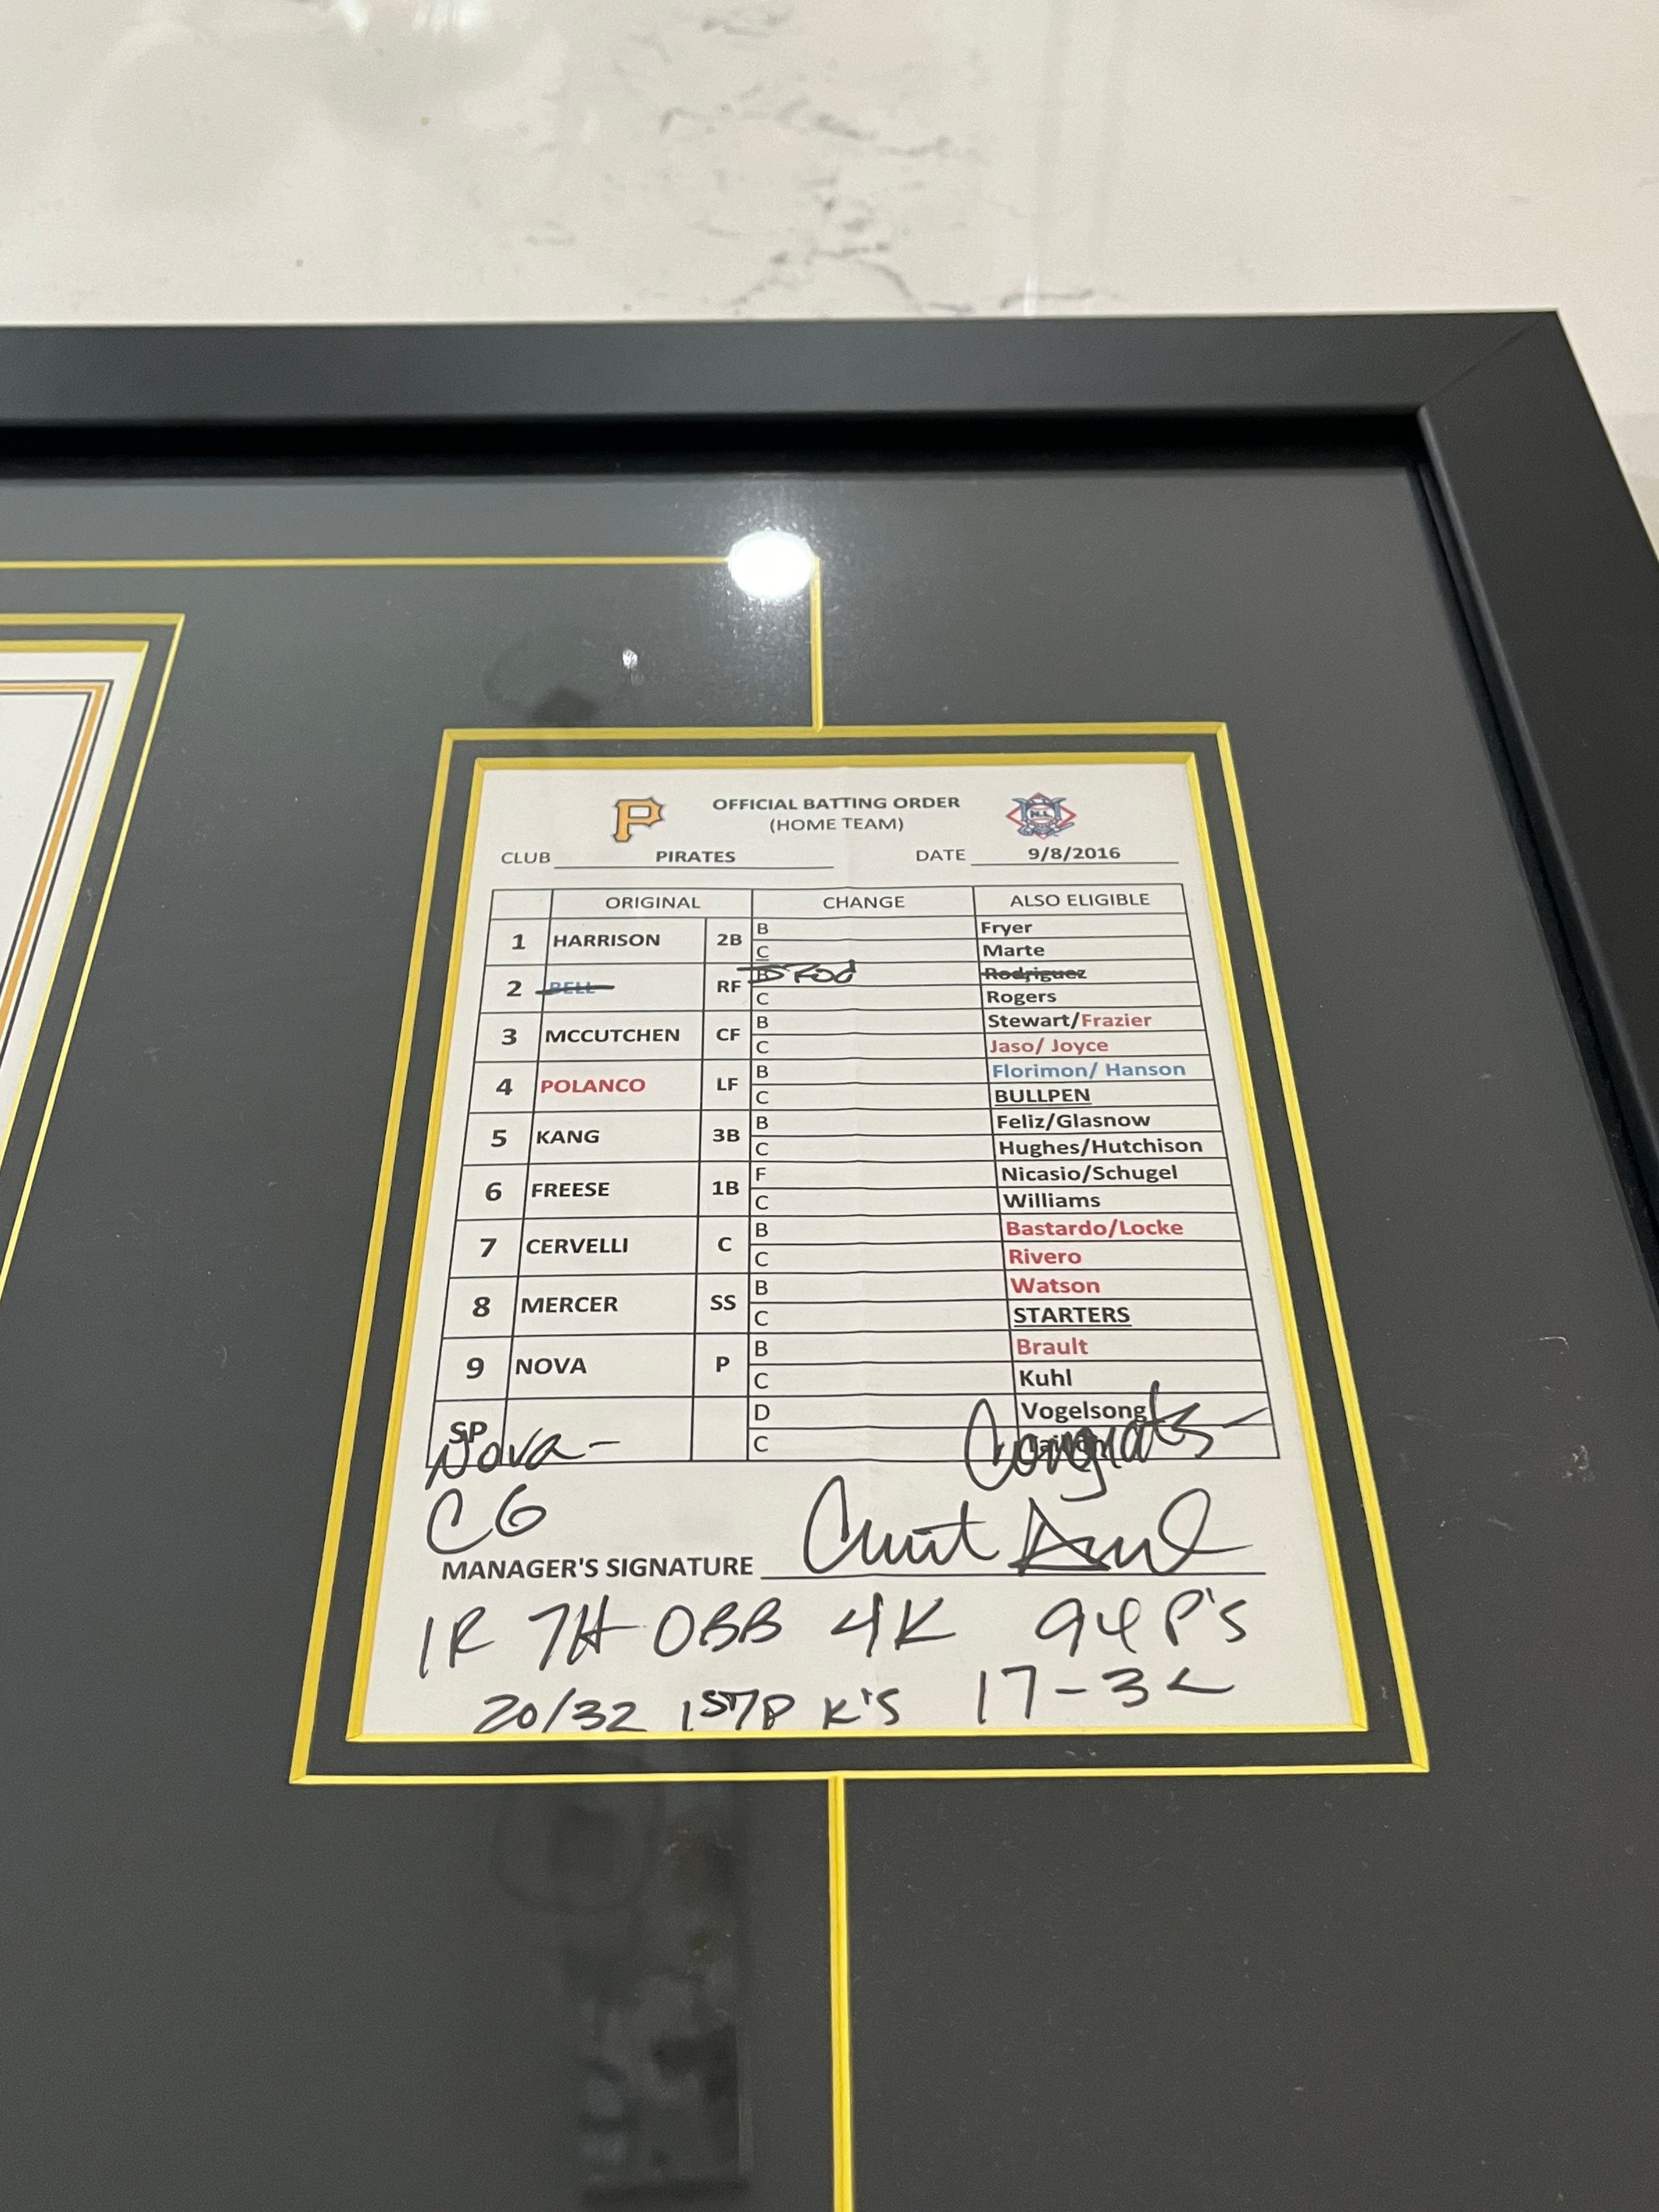 P OFFICIAL BATTING ORDER N.L.
(HOME TEAM)
CLUB PIRATES DATE 9/8/2016
ORIGINAL CHANGE ALSO ELIGIBLE
1 HARRISON 2B B Fryer
C Marte
2 BELL RF B SRod Rodriguez
C Rogers
3 MCCUTCHEN CF B Stewart/Frazier
C Jaso/ Joyce
4 POLANCO LF B Florimon/ Hanson
C BULLPEN
5 KANG 3B B Feliz/Glasnow
C Hughes/Hutchison
6 FREESE 1B F Nicasio/Schugel
C Williams
7 CERVELLI C B Bastardo/Locke
C Rivero
8 MERCER SS B Watson
C STARTERS
9 NOVA P B Brault
C Kuhl
SP D Vogelsong
C
Nova - Congrats -
CG
MANAGER'S SIGNATURE
1R 7H 0BB 4K 94 P'S
20/32 1STP K'S 17-3